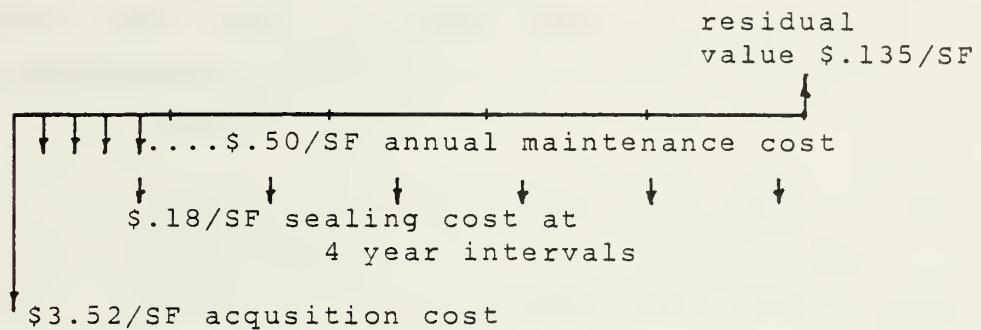 residual
value $.135/SF
....$.50/SF annual maintenance cost
$.18/SF sealing cost at
4 year intervals
$3.52/SF acqusition cost